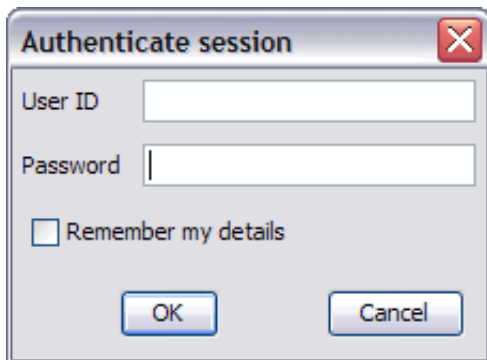 Authenticate session
User ID
Password
Remember my details
OK Cancel